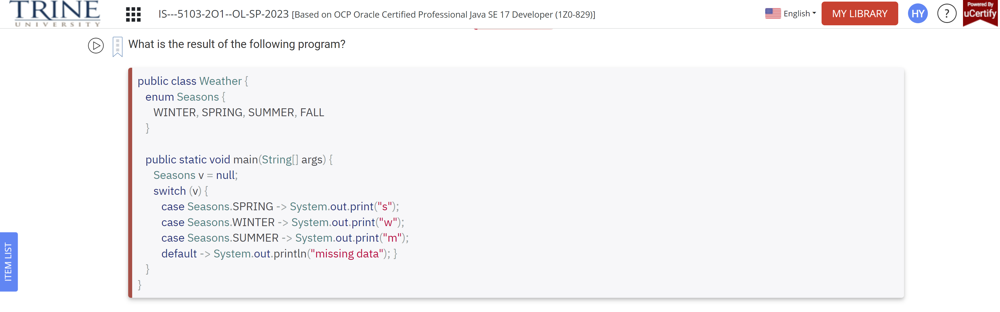 TRINE
UNIVERSITY
IS---5103-2O1--OL-SP-2023 [Based on OCP Oracle Certified Professional Java SE 17 Developer (1Z0-829)]
English
MY LIBRARY
HY
?
Powered By
uCertify
What is the result of the following program?
public class Weather {
enum Seasons {
WINTER, SPRING, SUMMER, FALL
}
public static void main(String[] args) {
Seasons v = null;
switch (v) {
case Seasons.SPRING -> System.out.print("s");
case Seasons.WINTER -> System.out.print("w");
case Seasons.SUMMER -> System.out.print("m");
default -> System.out.println("missing data"); }
}
}
ITEM LIST